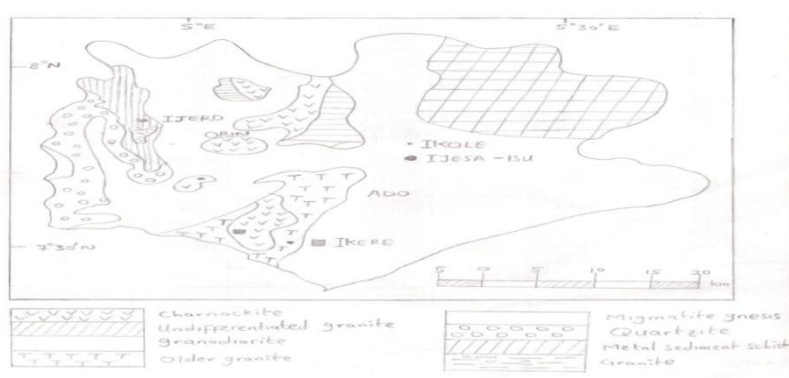 5°E 5°30'E
8°N
IJERO
ORIN
IKOLE
IJESA-ISU
ADO
IKERE
7°30'N
5 0 5 10 15 20
km
Charnockite
Undifferentiated granite
granodiorite
Older granite
Migmatite gnesis
Quartzite
Metal sediment schist
Granite